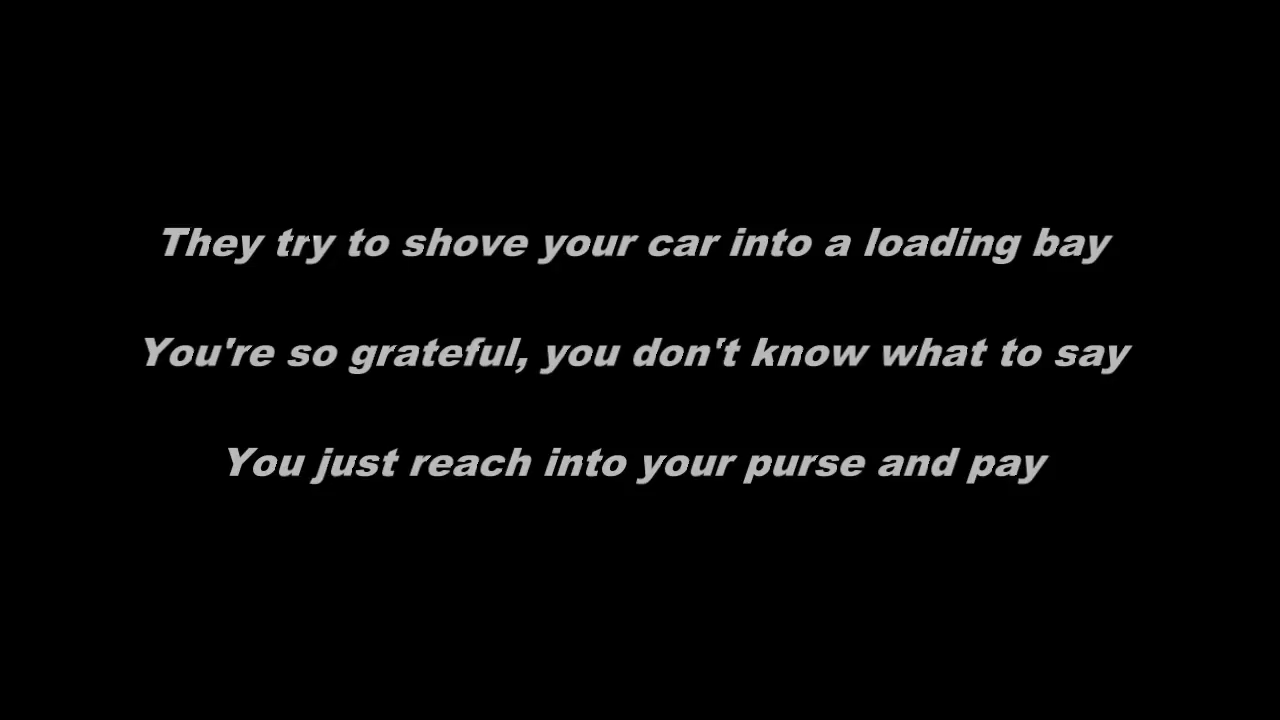 They try to shove your car into a loading bay
You're so grateful, you don't know what to say
You just reach into your purse and pay